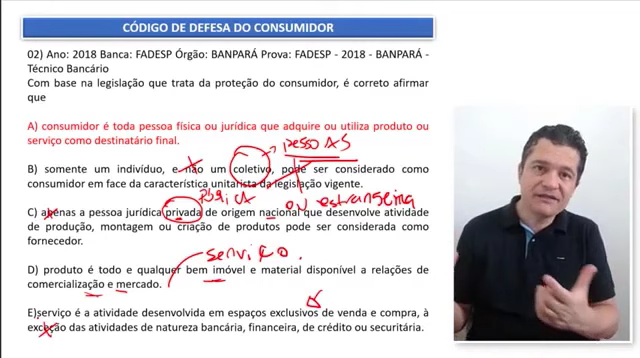 CÓDIGO DE DEFESA DO CONSUMIDOR
02) Ano: 2018 Banca: FADESP Órgão: BANPARÁ Prova: FADESP - 2018 - BANPARÁ -
Técnico Bancário
Com base na legislação que trata da proteção do consumidor, é correto afirmar
que
A) consumidor é toda pessoa física ou jurídica que adquire ou utiliza produto ou
serviço como destinatário final.
pessoAS
B) somente um indivíduo, e não um coletivo, pode ser considerado como
consumidor em face da característica unitarista da legislação vigente.
ou estrangeira
C) apenas a pessoa jurídica privada de origem nacional que desenvolve atividade
de produção, montagem ou criação de produtos pode ser considerada como
fornecedor.
serviço.
D) produto é todo e qualquer bem imóvel e material disponível a relações de
comercialização e mercado.
E)serviço é a atividade desenvolvida em espaços exclusivos de venda e compra, à
exceção das atividades de natureza bancária, financeira, de crédito ou securitária.